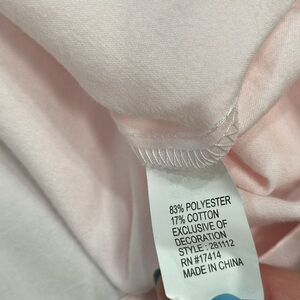 83% POLYESTER
17% COTTON
EXCLUSIVE OF
DECORATION
STYLE : 281112
RN #17414
MADE IN CHINA